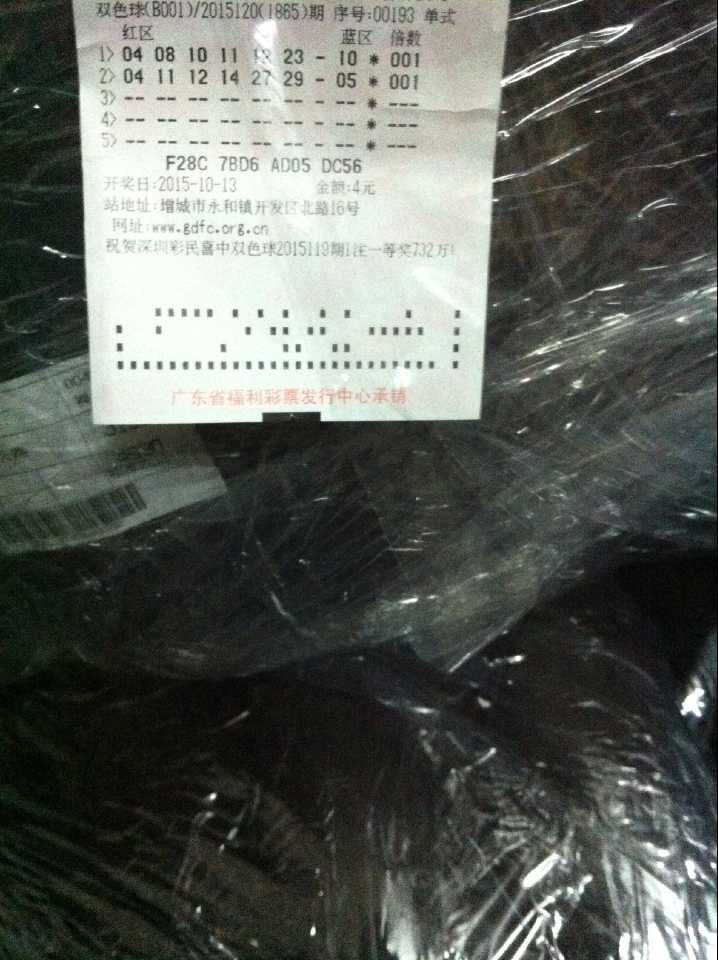 双色球(B001)/2015120(1865)期 序号:00193 单式
红区 蓝区 倍数
1> 04 08 10 11 19 23 - 10 * 001
2> 04 11 12 14 27 29 - 05 * 001
3> -- -- -- -- -- -- - -- * ---
4> -- -- -- -- -- -- - -- * ---
5> -- -- -- -- -- -- - -- * ---
F28C 7BD6 AD05 DC56
开奖日:2015-10-13 金额:4元
站地址:增城市永和镇开发区北路16号
网址:www.gdfc.org.cn
祝贺深圳彩民喜中双色球2015119期1注一等奖732万!
广东省福利彩票发行中心承销